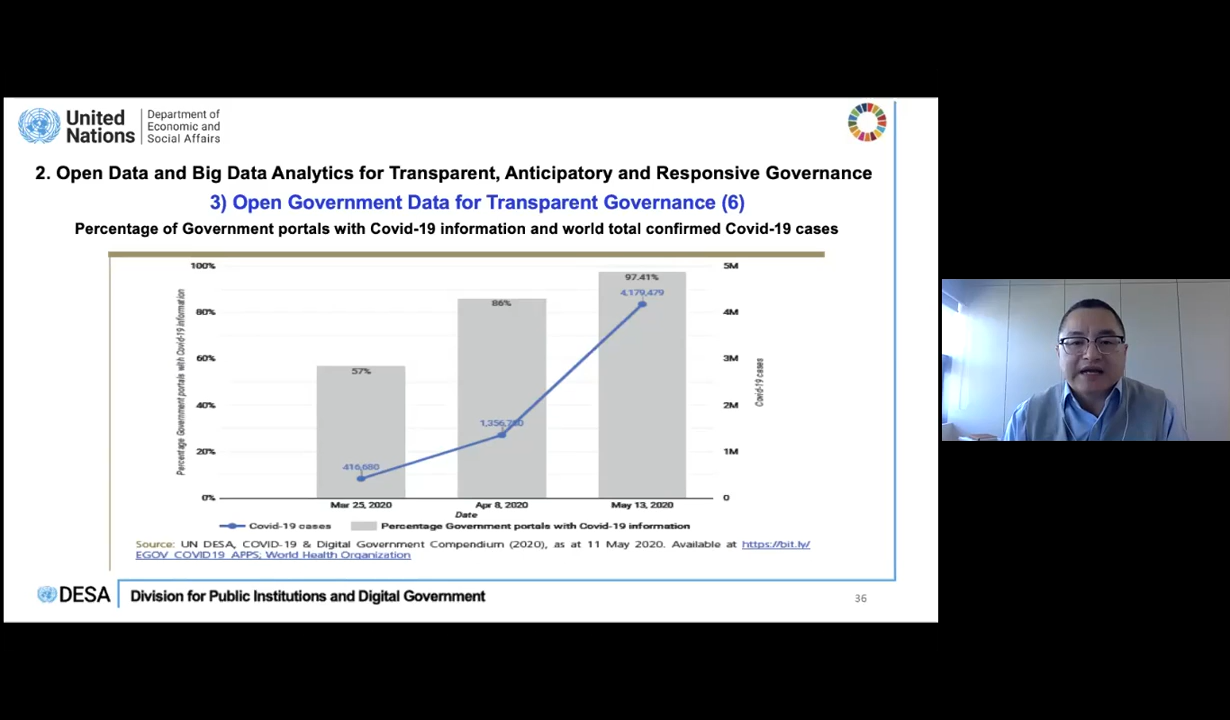 United
Nations
Department of
Economic and
Social Affairs
2. Open Data and Big Data Analytics for Transparent, Anticipatory and Responsive Governance
3) Open Government Data for Transparent Governance (6)
Percentage of Government portals with Covid-19 information and world total confirmed Covid-19 cases
Percentage Government portals with Covid-19 information
100%
80%
60%
40%
20%
0%
57%
416,680
86%
97.41%
4,179,479
5M
4M
3M
2M
1M
0
Covid-19 cases
Mar 25, 2020
Apr 8, 2020
May 13, 2020
Date
Covid-19 cases
Percentage Government portals with Covid-19 information
Source: UN DESA, COVID-19 & Digital Government Compendium (2020), as at 11 May 2020. Available at https://bit.ly/
EGOV_COVID19_APPS; World Health Organization
DESA
Division for Public Institutions and Digital Government
36